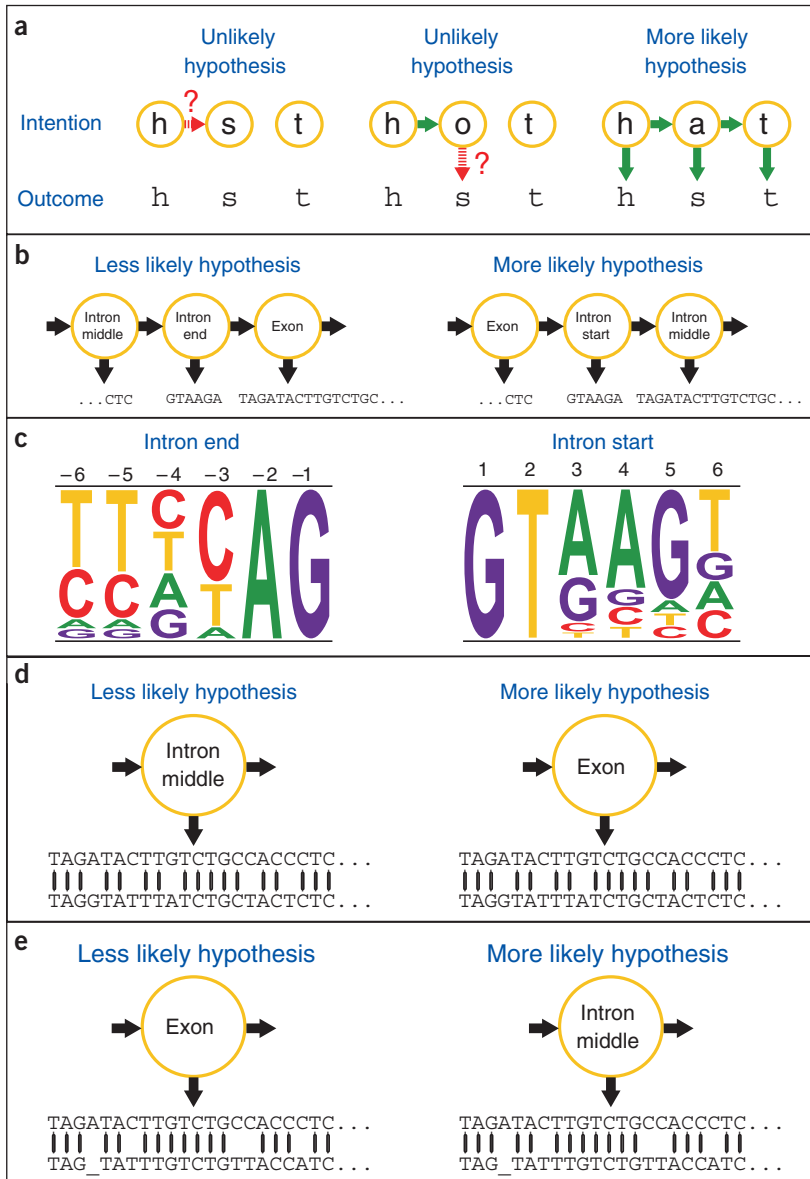 a
Unlikely hypothesis Unlikely hypothesis More likely hypothesis
Intention h ? s t h o t h a t
?
Outcome h s t h s t h s t
b
Less likely hypothesis More likely hypothesis
Intron middle Intron end Exon Exon Intron start Intron middle
...CTC GTAAGA TAGATACTTGTCTGC... ...CTC GTAAGA TAGATACTTGTCTGC...
c
Intron end Intron start
–6 –5 –4 –3 –2 –1 1 2 3 4 5 6
T T C C A G G T A A G T
C C T T G G A G
A A A A C C T A
G G G T T C C
d
Less likely hypothesis More likely hypothesis
Intron middle Exon
TAGATACTTGTCTGCCACCCTC... TAGATACTTGTCTGCCACCCTC...
TAGGTATTTATCTGCTACTCTC... TAGGTATTTATCTGCTACTCTC...
e
Less likely hypothesis More likely hypothesis
Exon Intron middle
TAGATACTTGTCTGCCACCCTC... TAGATACTTGTCTGCCACCCTC...
TAG_TATTTGTCTGTTACCATC... TAG_TATTTGTCTGTTACCATC...